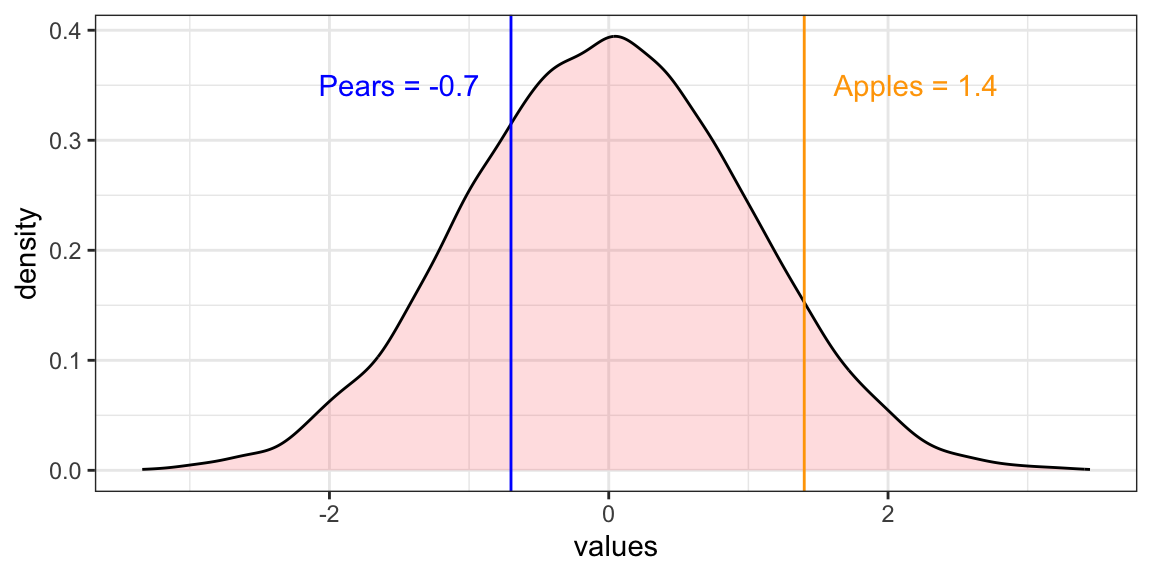 0.4
Pears = -0.7
Apples = 1.4
0.3
density
0.2
0.1
0.0
-2
0
2
values